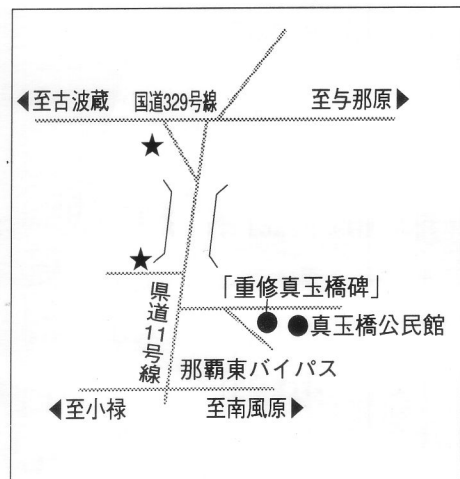 ◀至古波蔵 国道329号線 至与那原▶
★
★
「重修真玉橋碑」
●●真玉橋公民館
県道11号線
那覇東バイパス
◀至小禄 至南風原▶